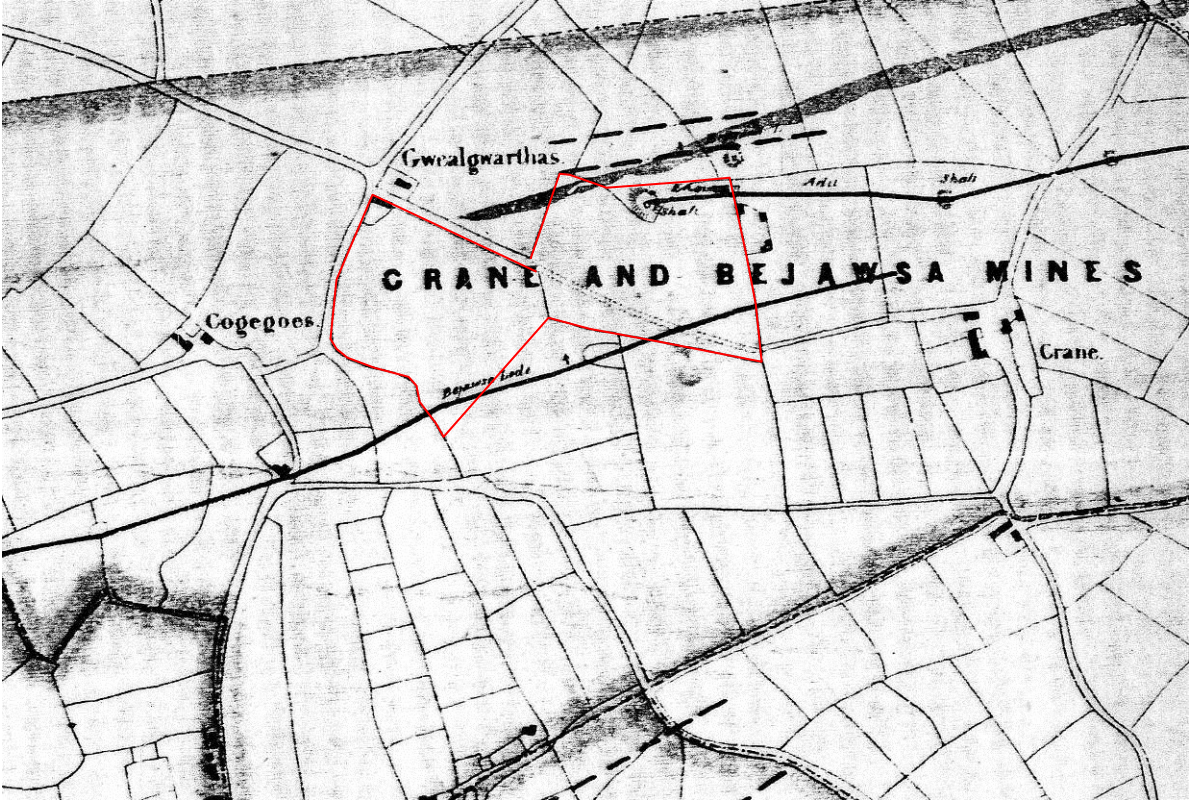 Gwealgwarthas.
Adit
Shaft
Shaft
CRANE AND BEJAWSA MINES
Cogegoes.
Crane.
Bejawsa Lode